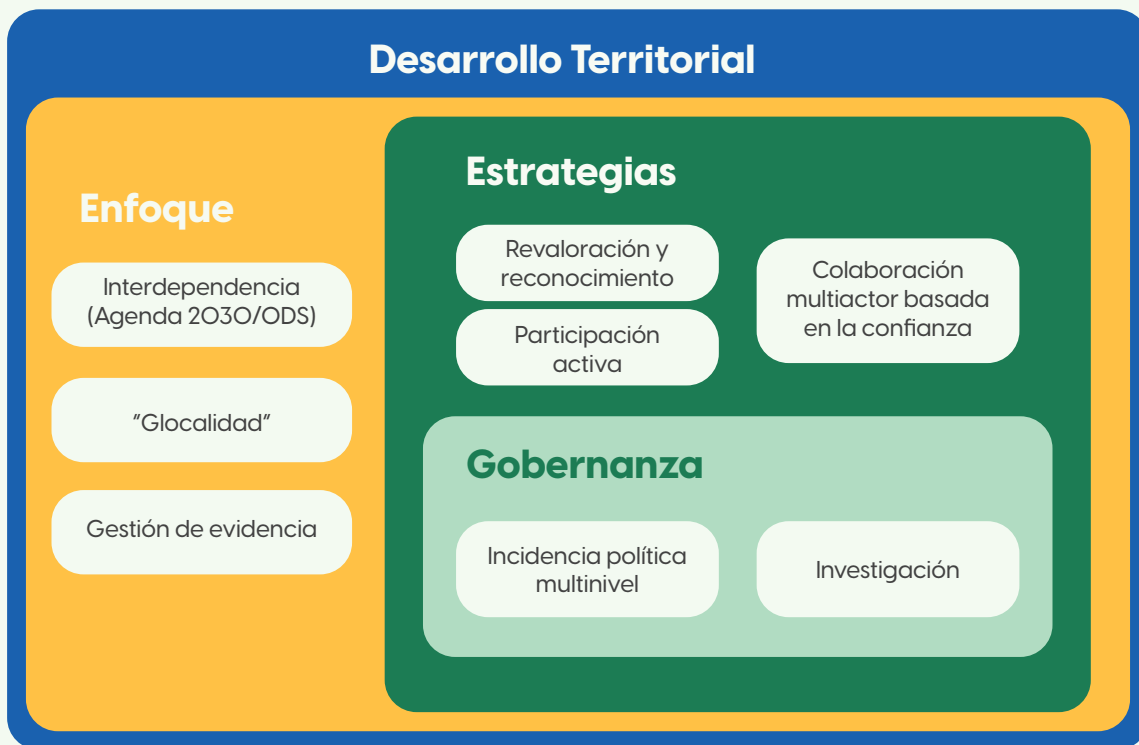 Desarrollo Territorial
Enfoque
Interdependencia
(Agenda 2030/ODS)
“Glocalidad”
Gestión de evidencia
Estrategias
Revaloración y
reconocimiento
Participación
activa
Colaboración
multiactor basada
en la confianza
Gobernanza
Incidencia política
multinivel
Investigación